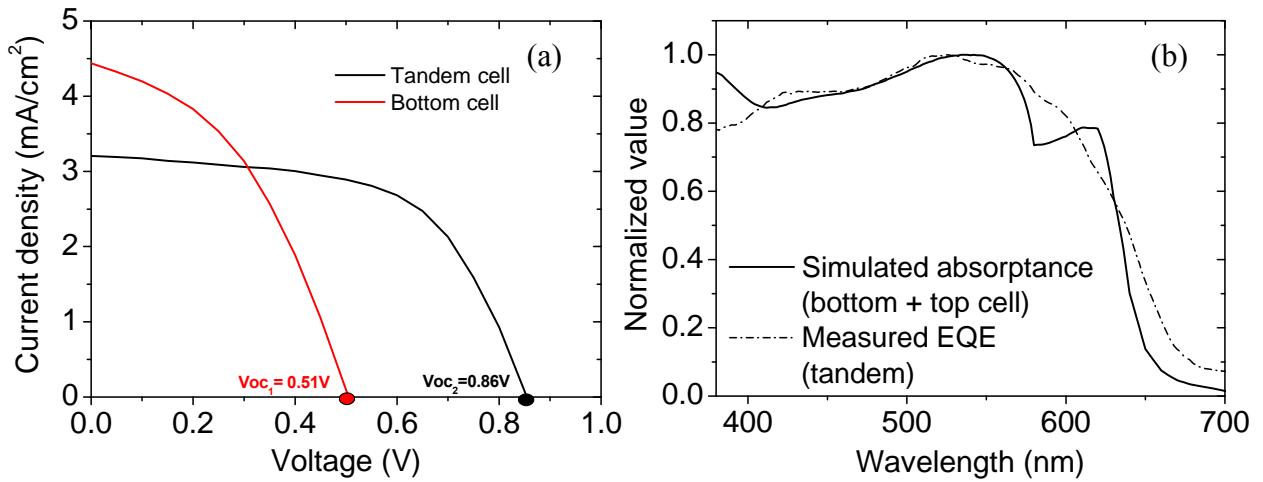 (a)
Tandem cell
Bottom cell
Current density (mA/cm²)
5
4
3
2
1
0
Voc₁= 0.51V
Voc₂=0.86V
0.0 0.2 0.4 0.6 0.8 1.0
Voltage (V)
(b)
Normalized value
1.0
0.8
0.6
0.4
0.2
0.0
Simulated absorptance
(bottom + top cell)
Measured EQE
(tandem)
400 500 600 700
Wavelength (nm)